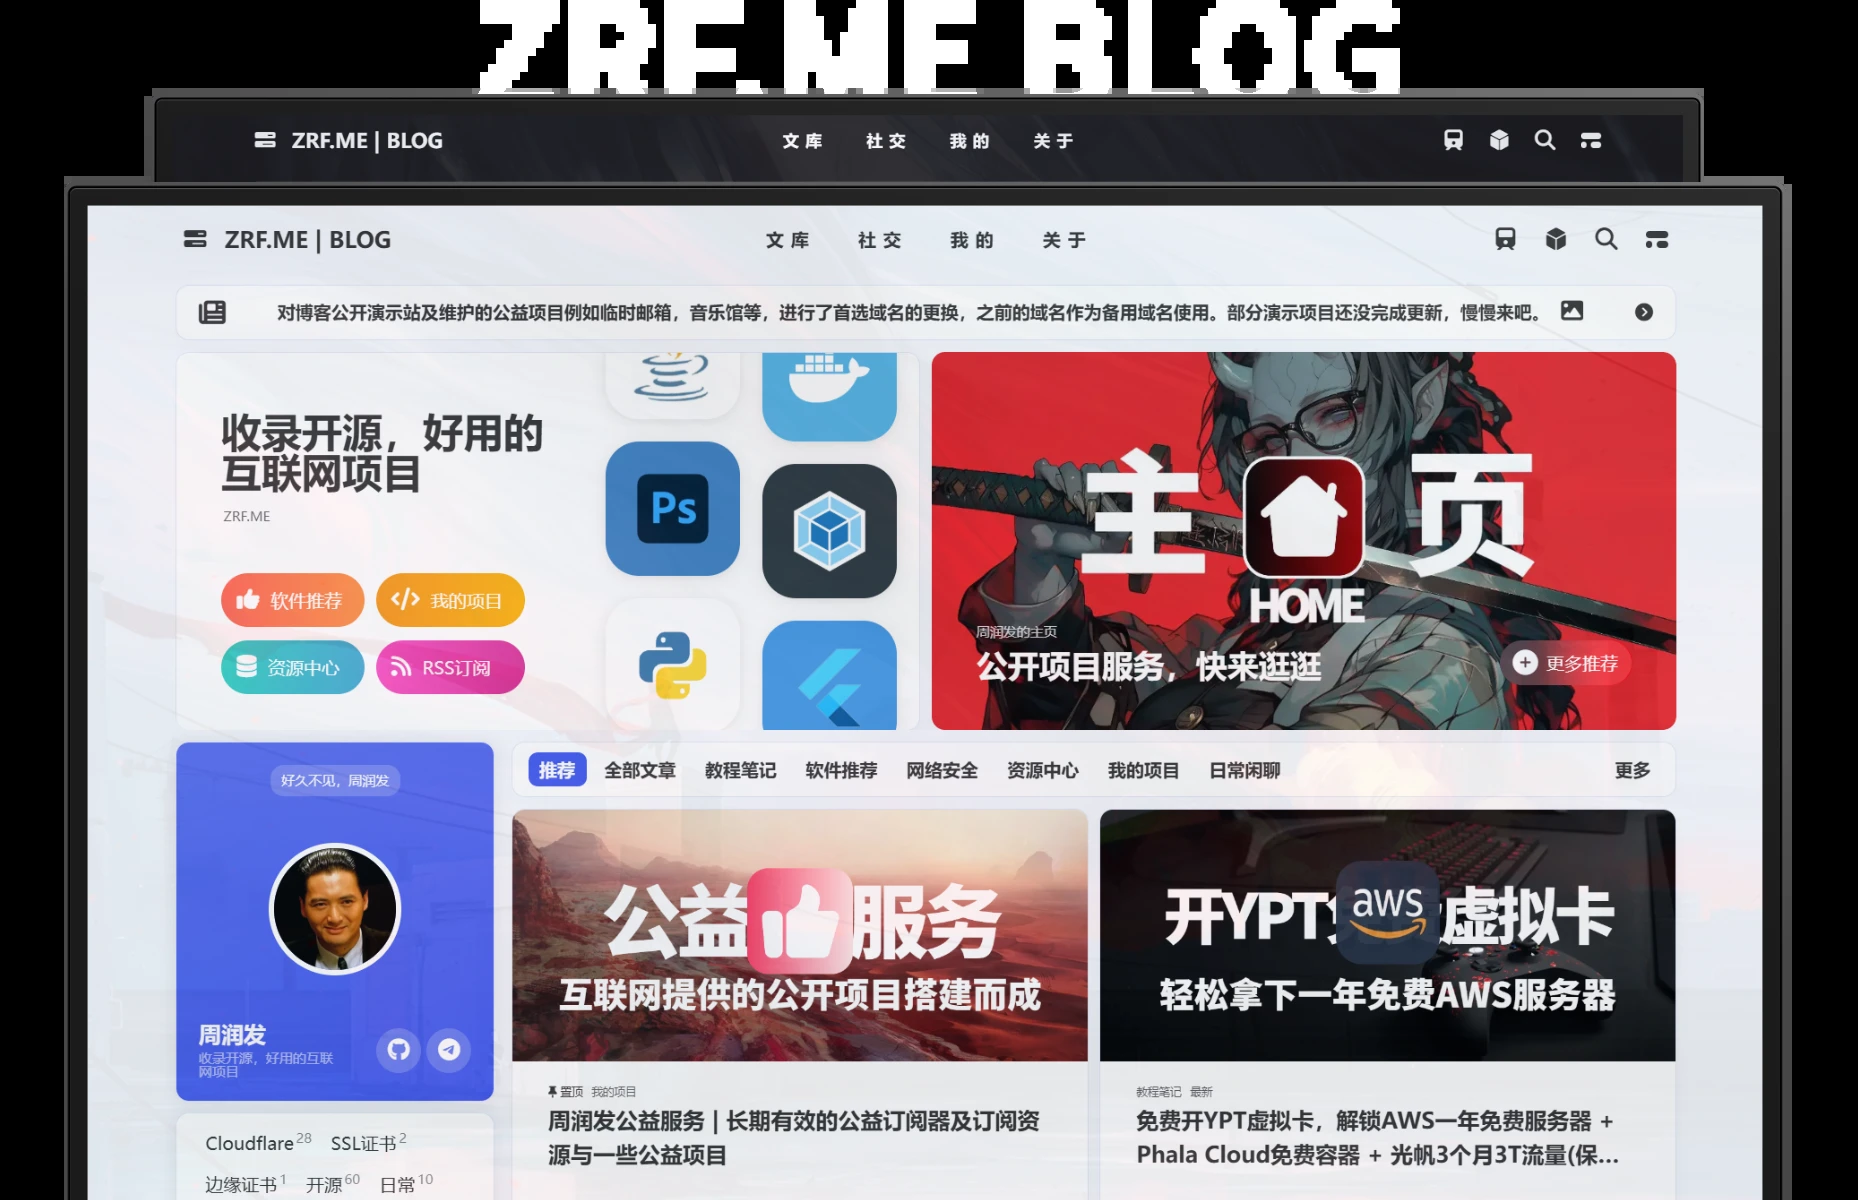 ZRF.ME BLOG
ZRF.ME | BLOG
文库 社交 我的 关于
ZRF.ME | BLOG
文库 社交 我的 关于
对博客公开演示站及维护的公益项目例如临时邮箱，音乐馆等，进行了首选域名的更换，之前的域名作为备用域名使用。部分演示项目还没完成更新，慢慢来吧。
收录开源，好用的
互联网项目
ZRF.ME
软件推荐
我的项目
资源中心
RSS订阅
Ps
主页
HOME
周润发的主页
公开项目服务，快来逛逛
更多推荐
好久不见，周润发
周润发
收录开源，好用的互联
网项目
推荐 全部文章 教程笔记 软件推荐 网络安全 资源中心 我的项目 日常闲聊 更多
公益服务
互联网提供的公开项目搭建而成
置顶 我的项目
周润发公益服务 | 长期有效的公益订阅器及订阅资
源与一些公益项目
开YPT aws 虚拟卡
轻松拿下一年免费AWS服务器
教程笔记 最新
免费开YPT虚拟卡，解锁AWS一年免费服务器 +
Phala Cloud免费容器 + 光帆3个月3T流量(保...
Cloudflare 28 SSL证书 2
边缘证书 1 开源 60 日常 10